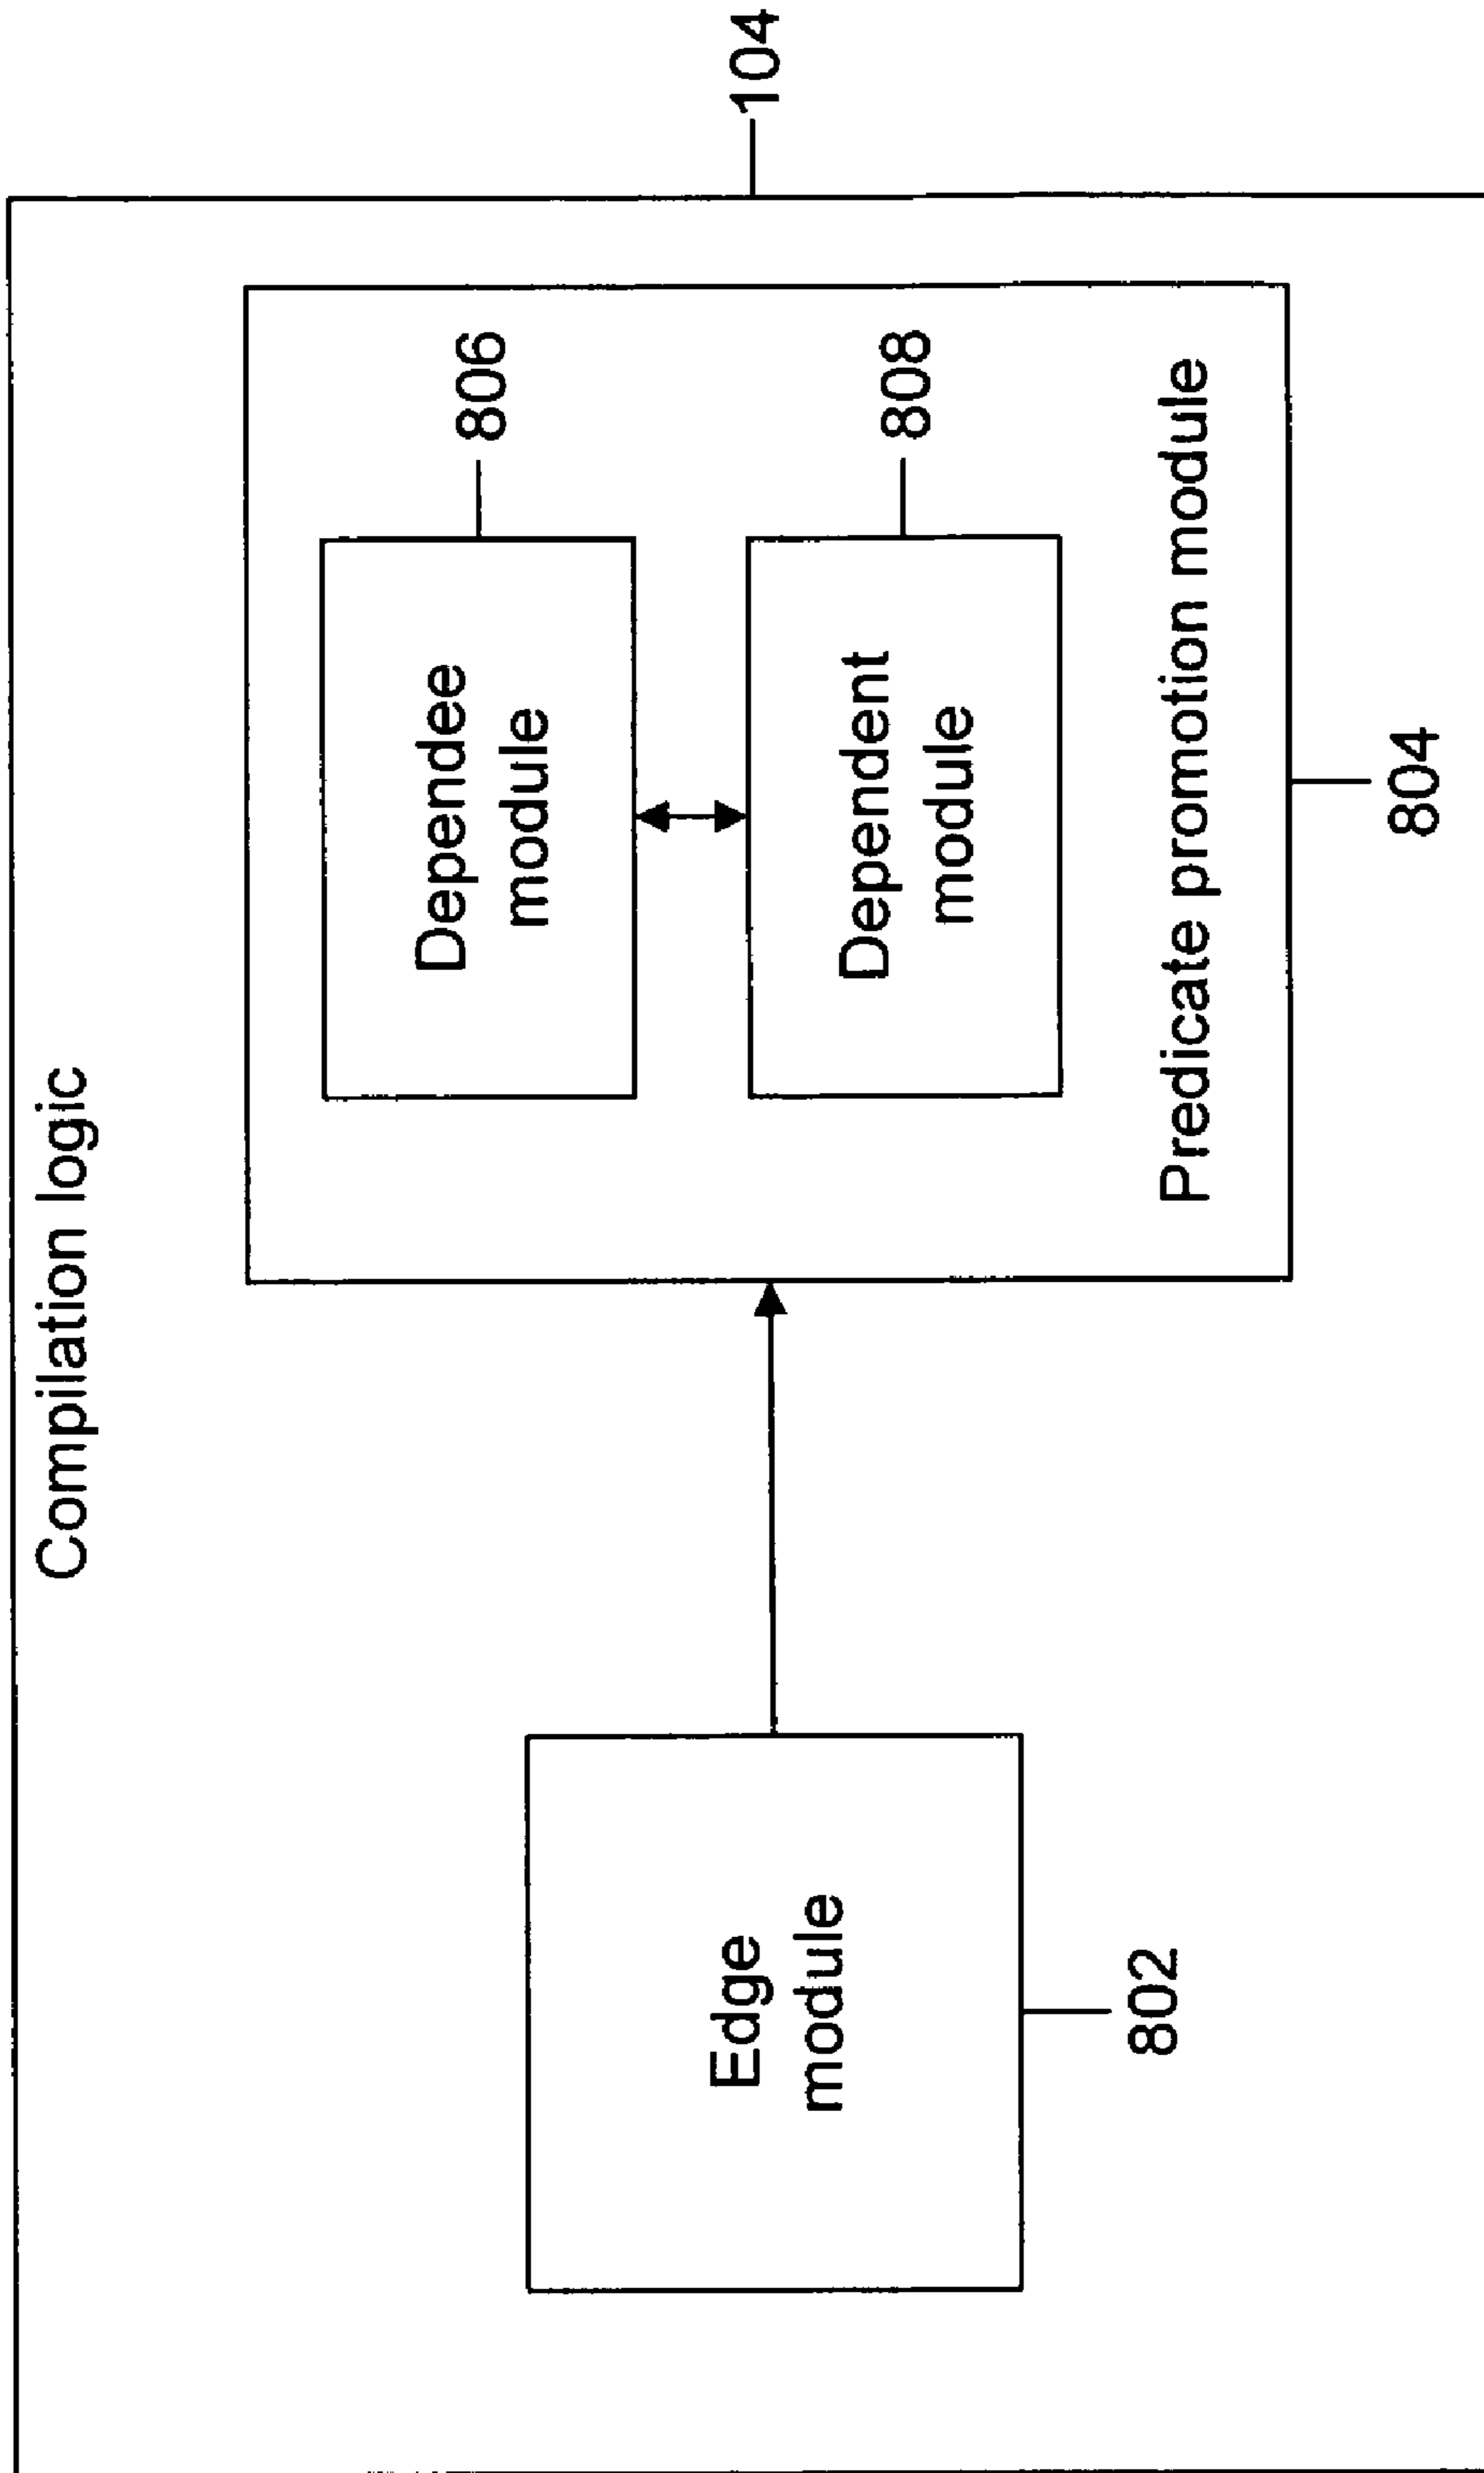 Compilation logic
104
Edge
module
802
Dependee
module
806
Dependent
module
808
Predicate promotion module
804